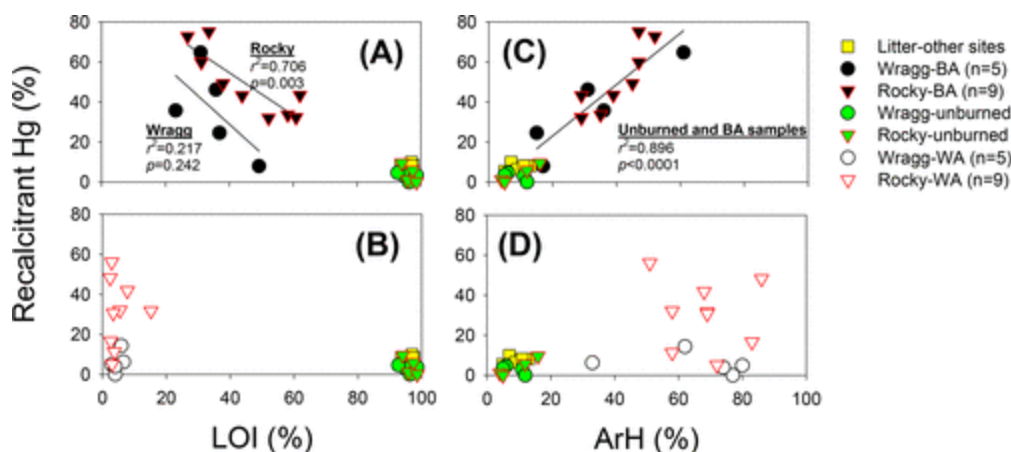 Recalcitrant Hg (%)
80
60
40
20
0
(A)
Rocky
r²=0.706
p=0.003
Wragg
r²=0.217
p=0.242
(C)
Unburned and BA samples
r²=0.896
p<0.0001
80
60
40
20
0
(B)
0 20 40 60 80 100
LOI (%)
(D)
0 20 40 60 80 100
ArH (%)
Litter-other sites
Wragg-BA (n=5)
Rocky-BA (n=9)
Wragg-unburned
Rocky-unburned
Wragg-WA (n=5)
Rocky-WA (n=9)